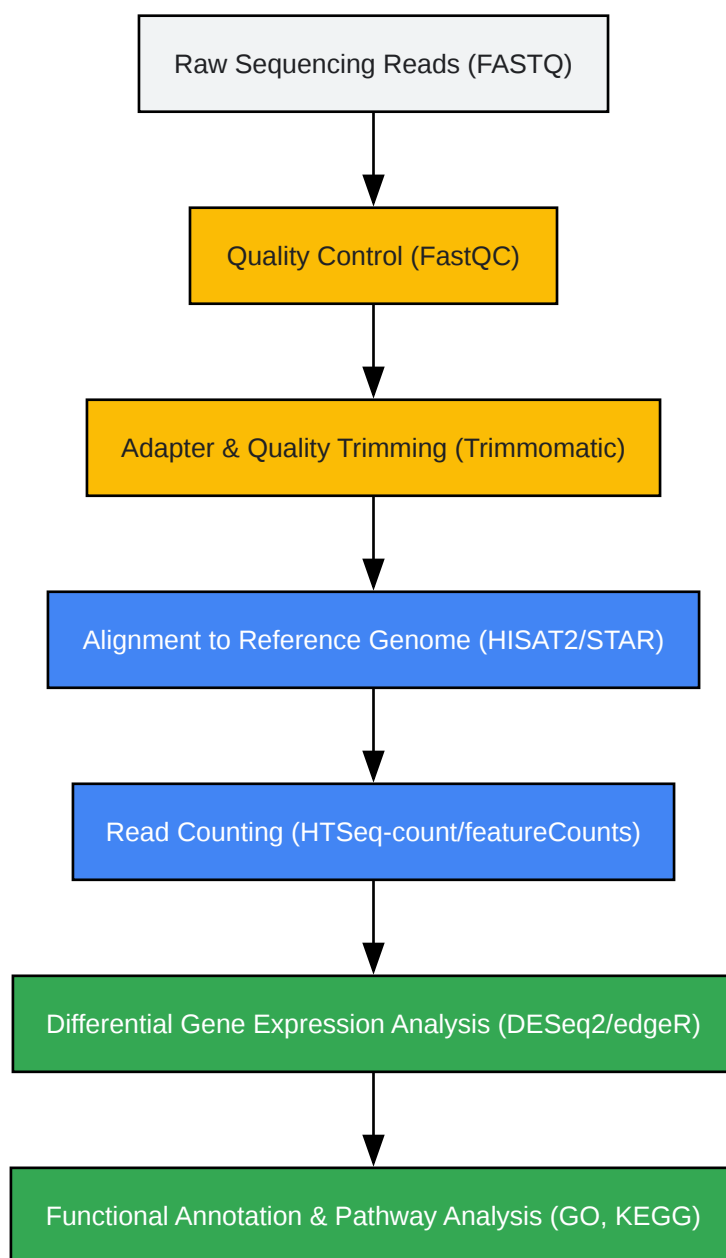 Raw Sequencing Reads (FASTQ)
Quality Control (FastQC)
Adapter & Quality Trimming (Trimmomatic)
Alignment to Reference Genome (HISAT2/STAR)
Read Counting (HTSeq-count/featureCounts)
Differential Gene Expression Analysis (DESeq2/edgeR)
Functional Annotation & Pathway Analysis (GO, KEGG)